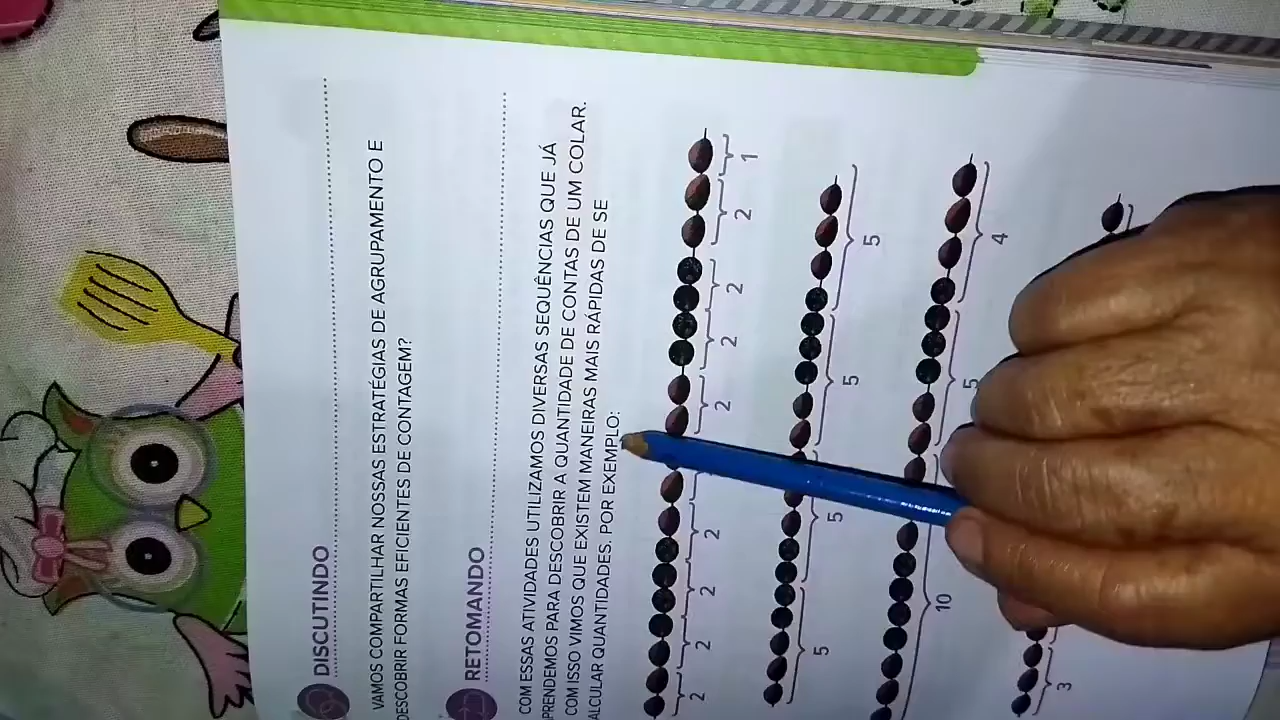 DISCUTINDO
VAMOS COMPARTILHAR NOSSAS ESTRATÉGIAS DE AGRUPAMENTO E
DESCOBRIR FORMAS EFICIENTES DE CONTAGEM?
RETOMANDO
COM ESSAS ATIVIDADES UTILIZAMOS DIVERSAS SEQUÊNCIAS QUE JÁ
PRENDEMOS PARA DESCOBRIR A QUANTIDADE DE CONTAS DE UM COLAR.
COM ISSO VIMOS QUE EXISTEM MANEIRAS MAIS RÁPIDAS DE SE
ALCULAR QUANTIDADES. POR EXEMPLO:
2 2 2 2 2 2 2 2 1
5 5 5 5
10 5 4
3